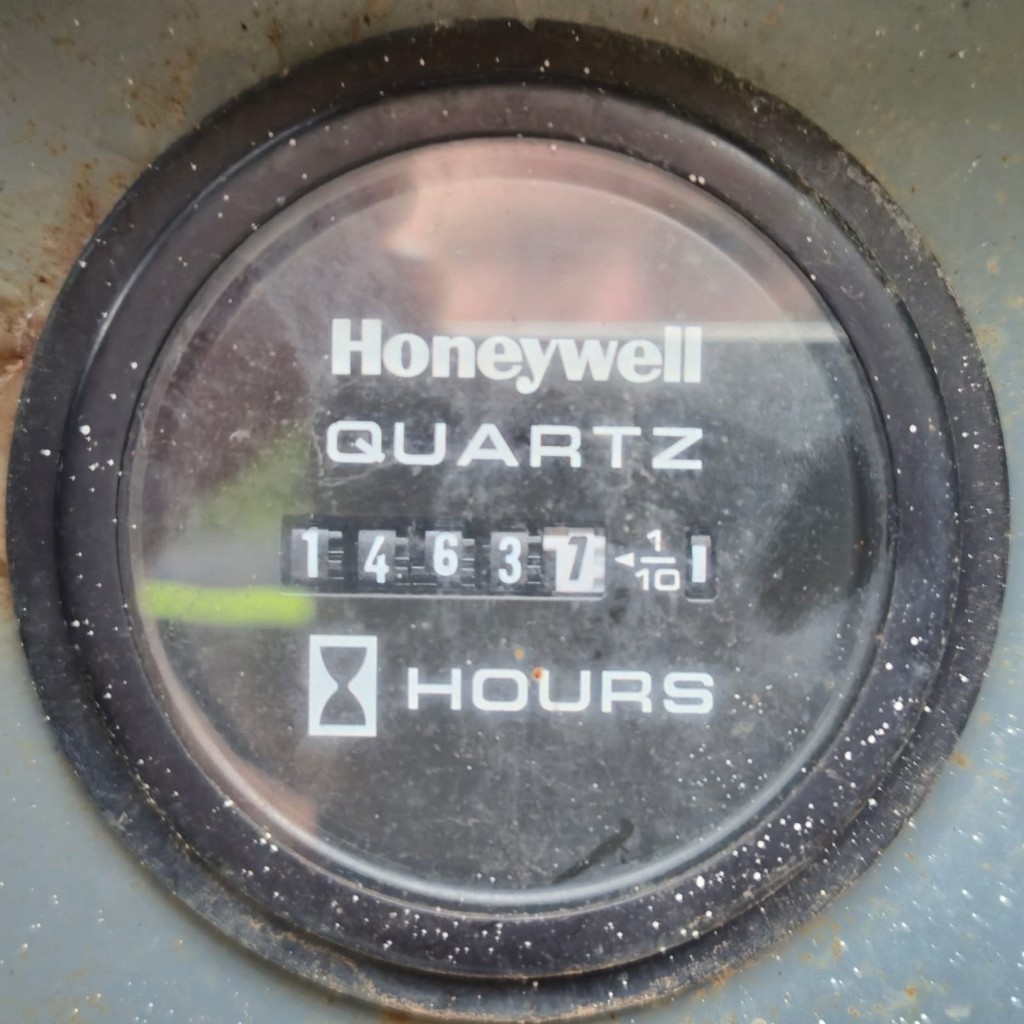 Honeywell
QUARTZ
14637 ◄ 1/10
HOURS